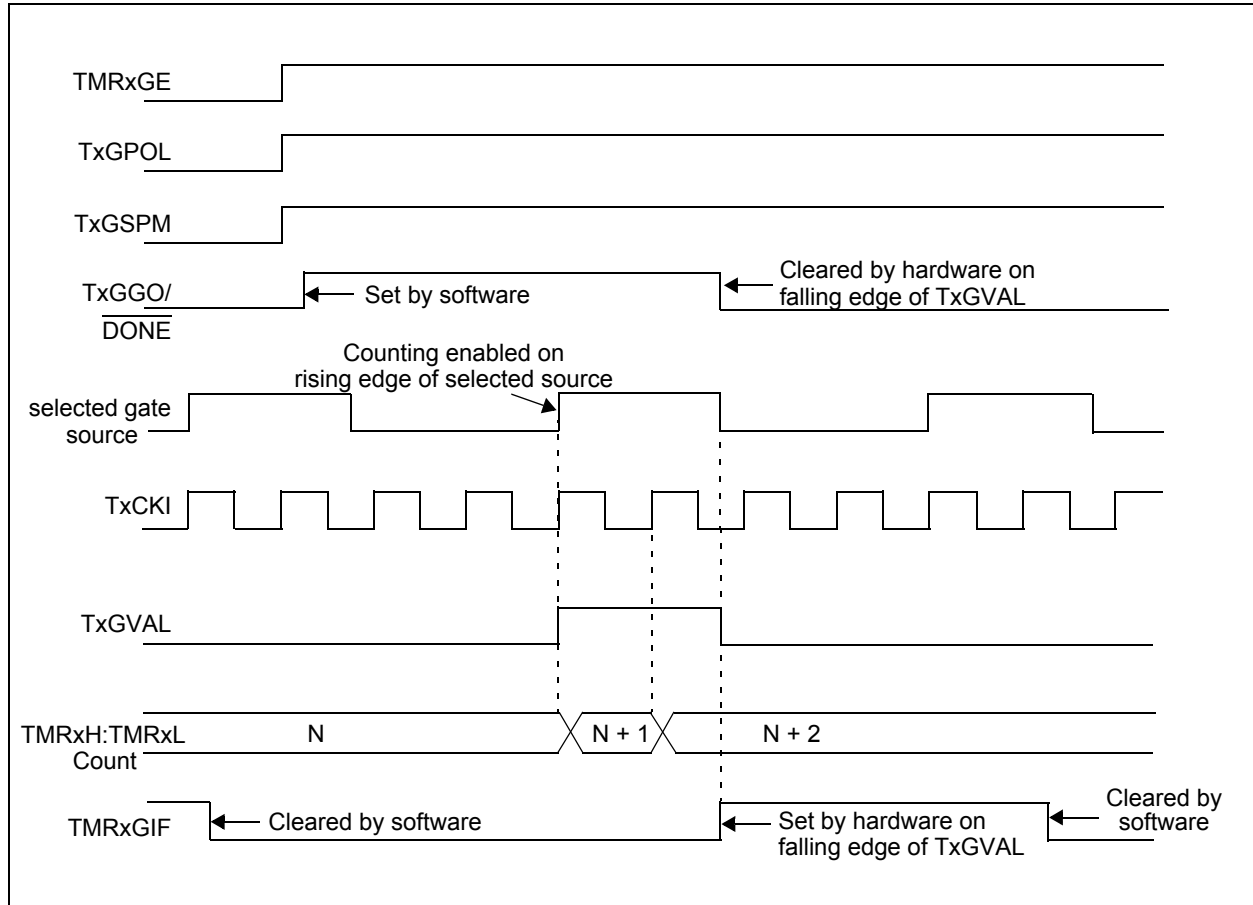 TMRxGE
TxGPOL
TxGSPM
TxGGO/
DONE
Set by software
Cleared by hardware on
falling edge of TxGVAL
Counting enabled on
rising edge of selected source
selected gate
source
TxCKI
TxGVAL
TMRxH:TMRxL
Count
N
N + 1
N + 2
TMRxGIF
Cleared by software
Set by hardware on
falling edge of TxGVAL
Cleared by
software